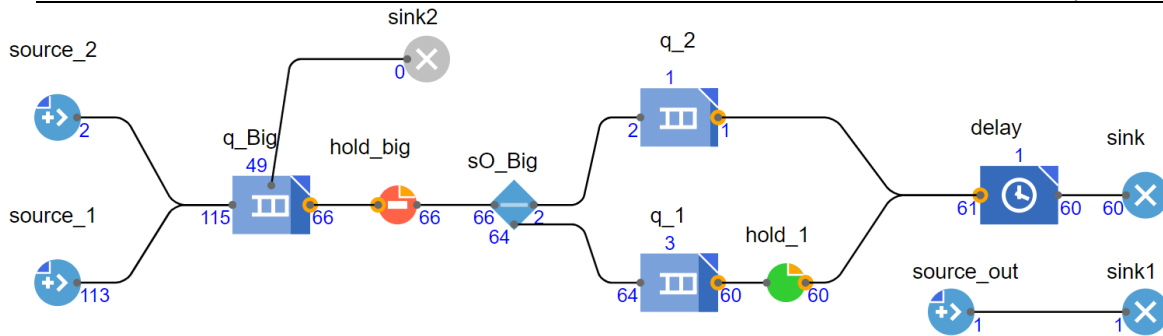 sink2
source_2
q_2
0
1
2
q_Big
2
1
delay
sink
hold_big
sO_Big
49
1
source_1
115
66
66
66
2
61
60
60
64
q_1
hold_1
3
113
64
60
60
source_out
sink1
1
1